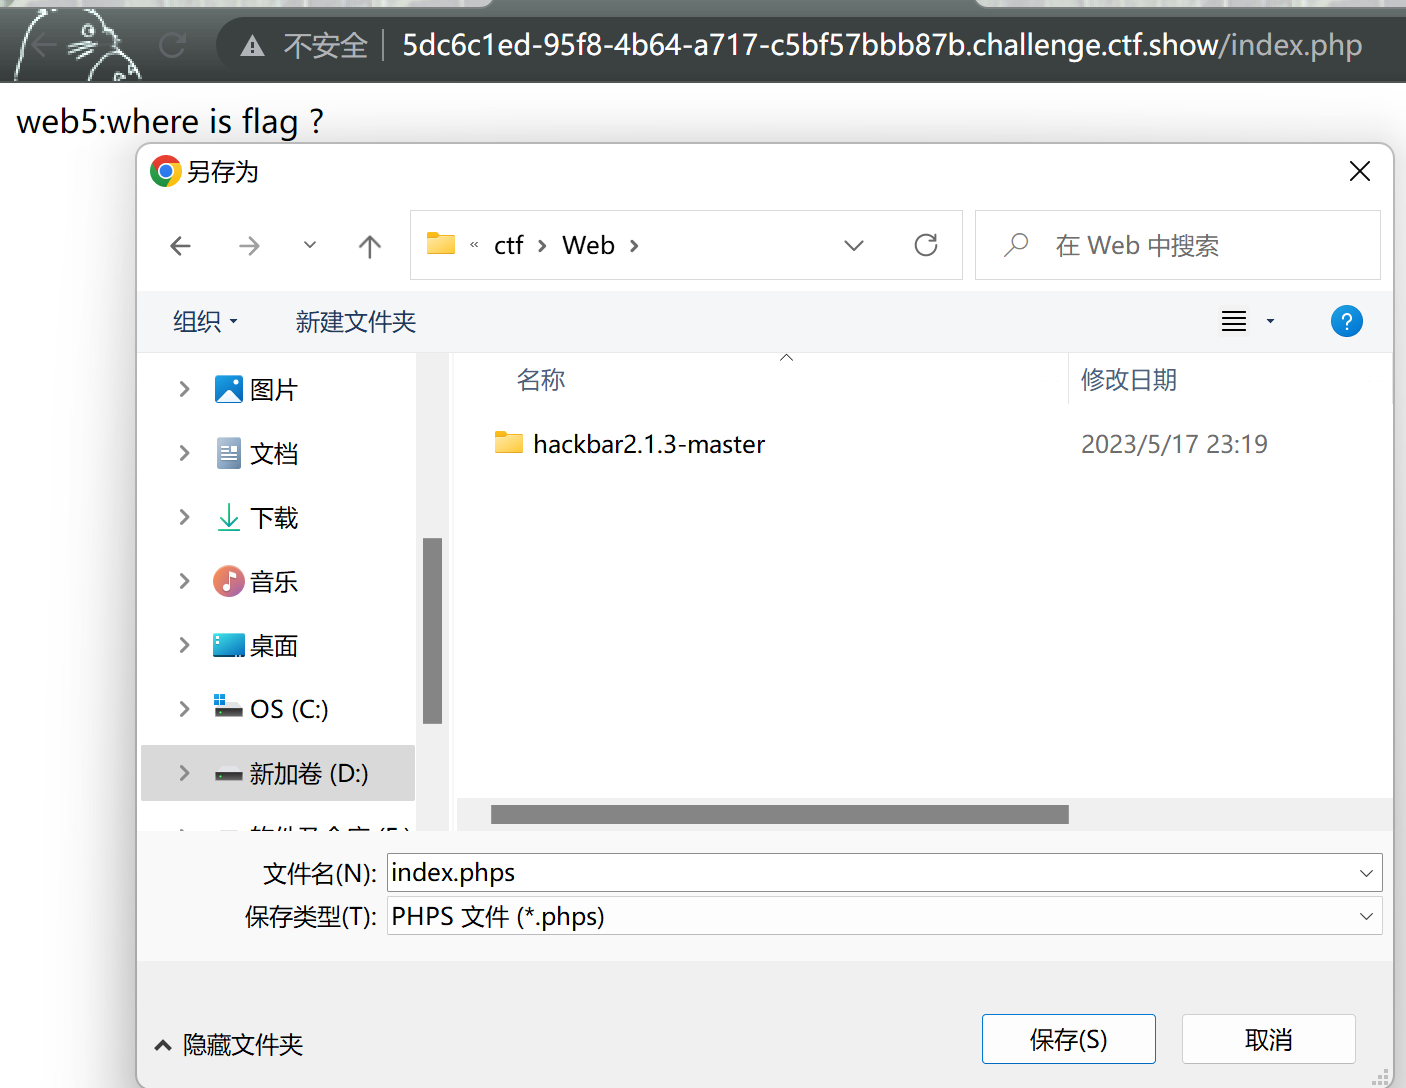 不安全 5dc6c1ed-95f8-4b64-a717-c5bf57bbb87b.challenge.ctf.show/index.php
web5:where is flag ?
另存为
« ctf > Web >
在 Web 中搜索
组织 新建文件夹
?
名称 修改日期
图片
hackbar2.1.3-master 2023/5/17 23:19
文档
下载
音乐
桌面
OS (C:)
新加卷 (D:)
文件名(N): index.phps
保存类型(T): PHPS 文件 (*.phps)
隐藏文件夹 保存(S) 取消